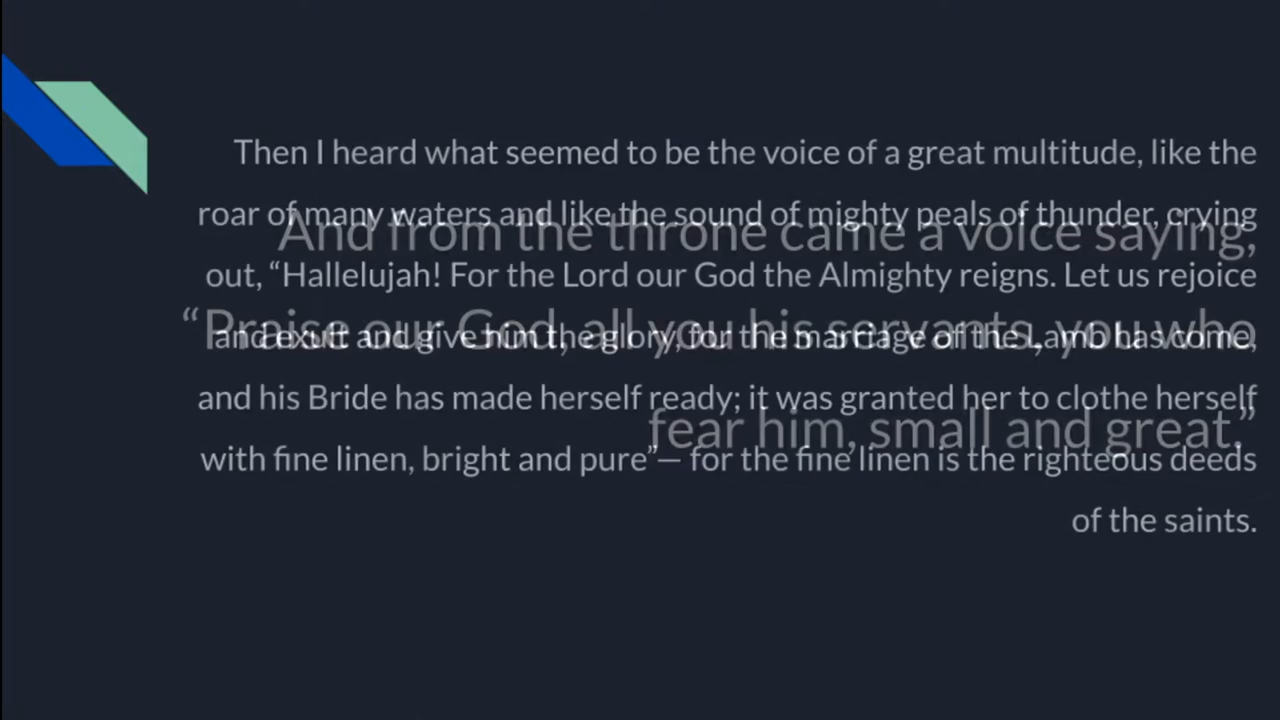 And from the throne came a voice saying,
“Praise our God, all you his servants, you who
fear him, small and great.”
Then I heard what seemed to be the voice of a great multitude, like the
roar of many waters and like the sound of mighty peals of thunder, crying
out, “Hallelujah! For the Lord our God the Almighty reigns. Let us rejoice
and exult and give him the glory, for the marriage of the Lamb has come,
and his Bride has made herself ready; it was granted her to clothe herself
with fine linen, bright and pure”— for the fine linen is the righteous deeds
of the saints.